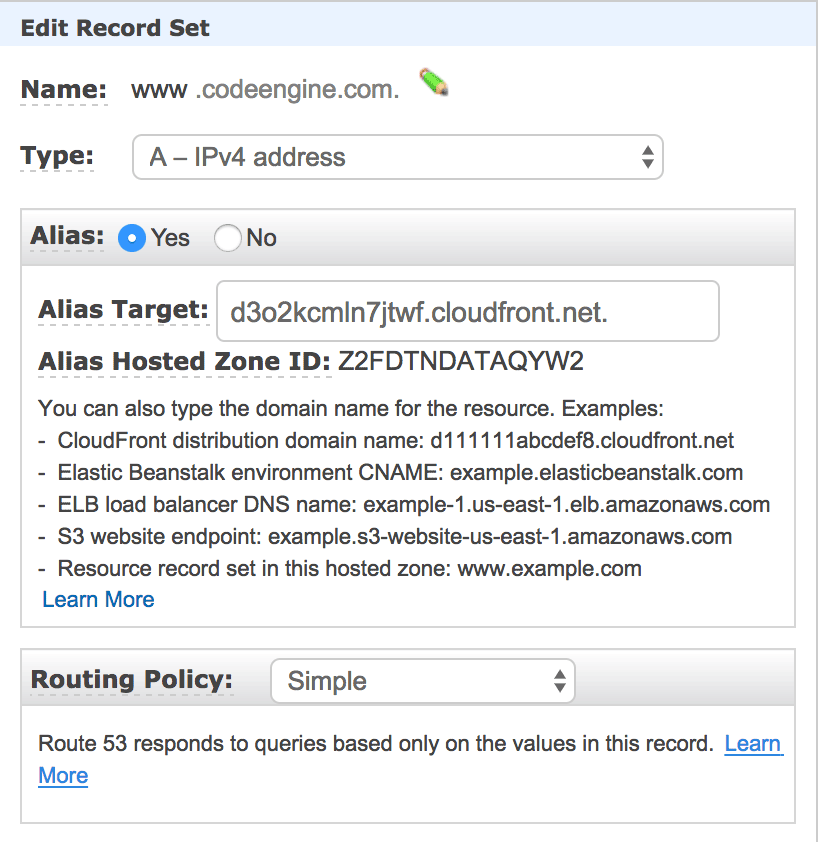 Edit Record Set
Name: www .codeengine.com.
Type: A – IPv4 address
Alias: Yes No
Alias Target: d3o2kcmln7jtwf.cloudfront.net.
Alias Hosted Zone ID: Z2FDTNDATAQYW2
You can also type the domain name for the resource. Examples:
- CloudFront distribution domain name: d111111abcdef8.cloudfront.net
- Elastic Beanstalk environment CNAME: example.elasticbeanstalk.com
- ELB load balancer DNS name: example-1.us-east-1.elb.amazonaws.com
- S3 website endpoint: example.s3-website-us-east-1.amazonaws.com
- Resource record set in this hosted zone: www.example.com
Learn More
Routing Policy: Simple
Route 53 responds to queries based only on the values in this record. Learn
More